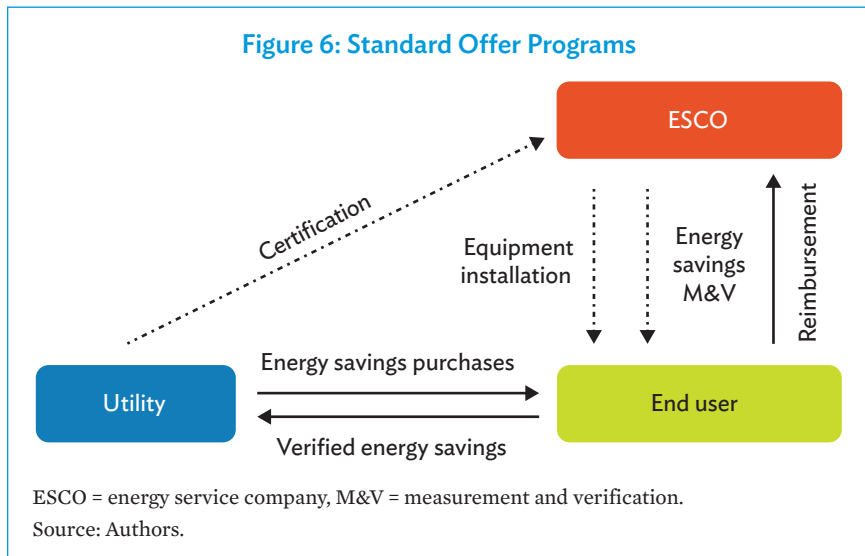 Figure 6: Standard Offer Programs
ESCO
Certification
Equipment
installation
Energy
savings
M&V
Reimbursement
Utility
Energy savings purchases
Verified energy savings
End user
ESCO = energy service company, M&V = measurement and verification.
Source: Authors.